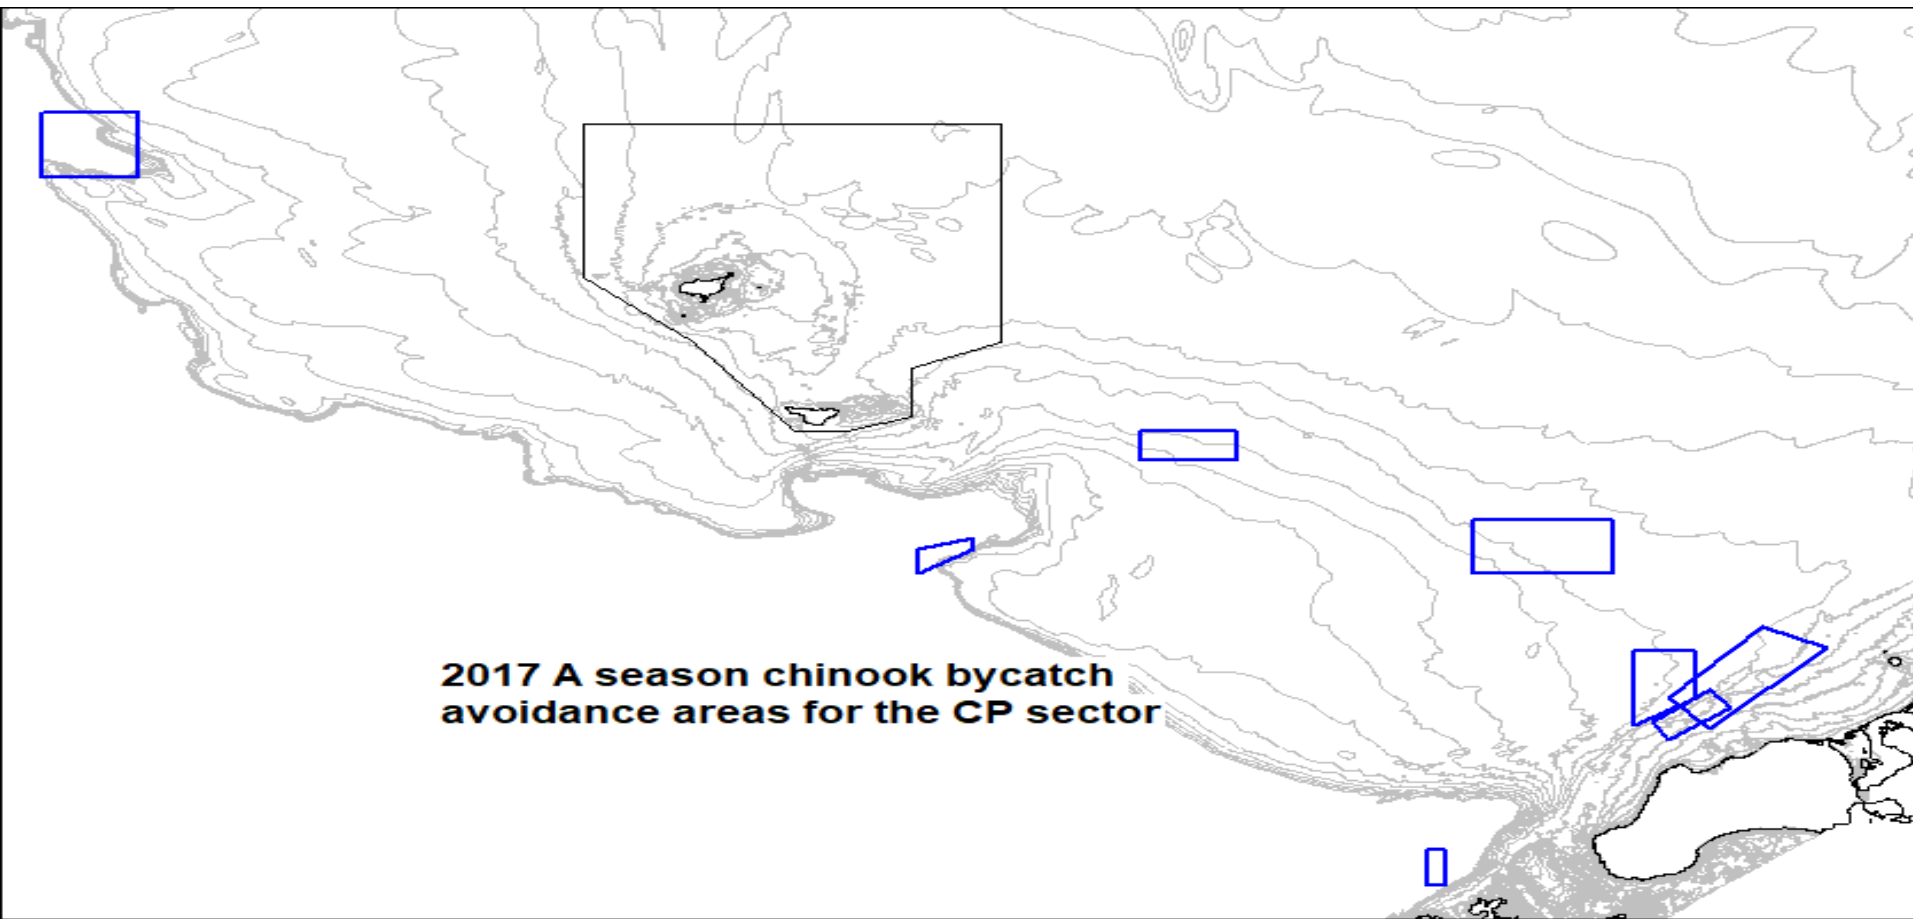 2017 A season chinook bycatch
avoidance areas for the CP sector